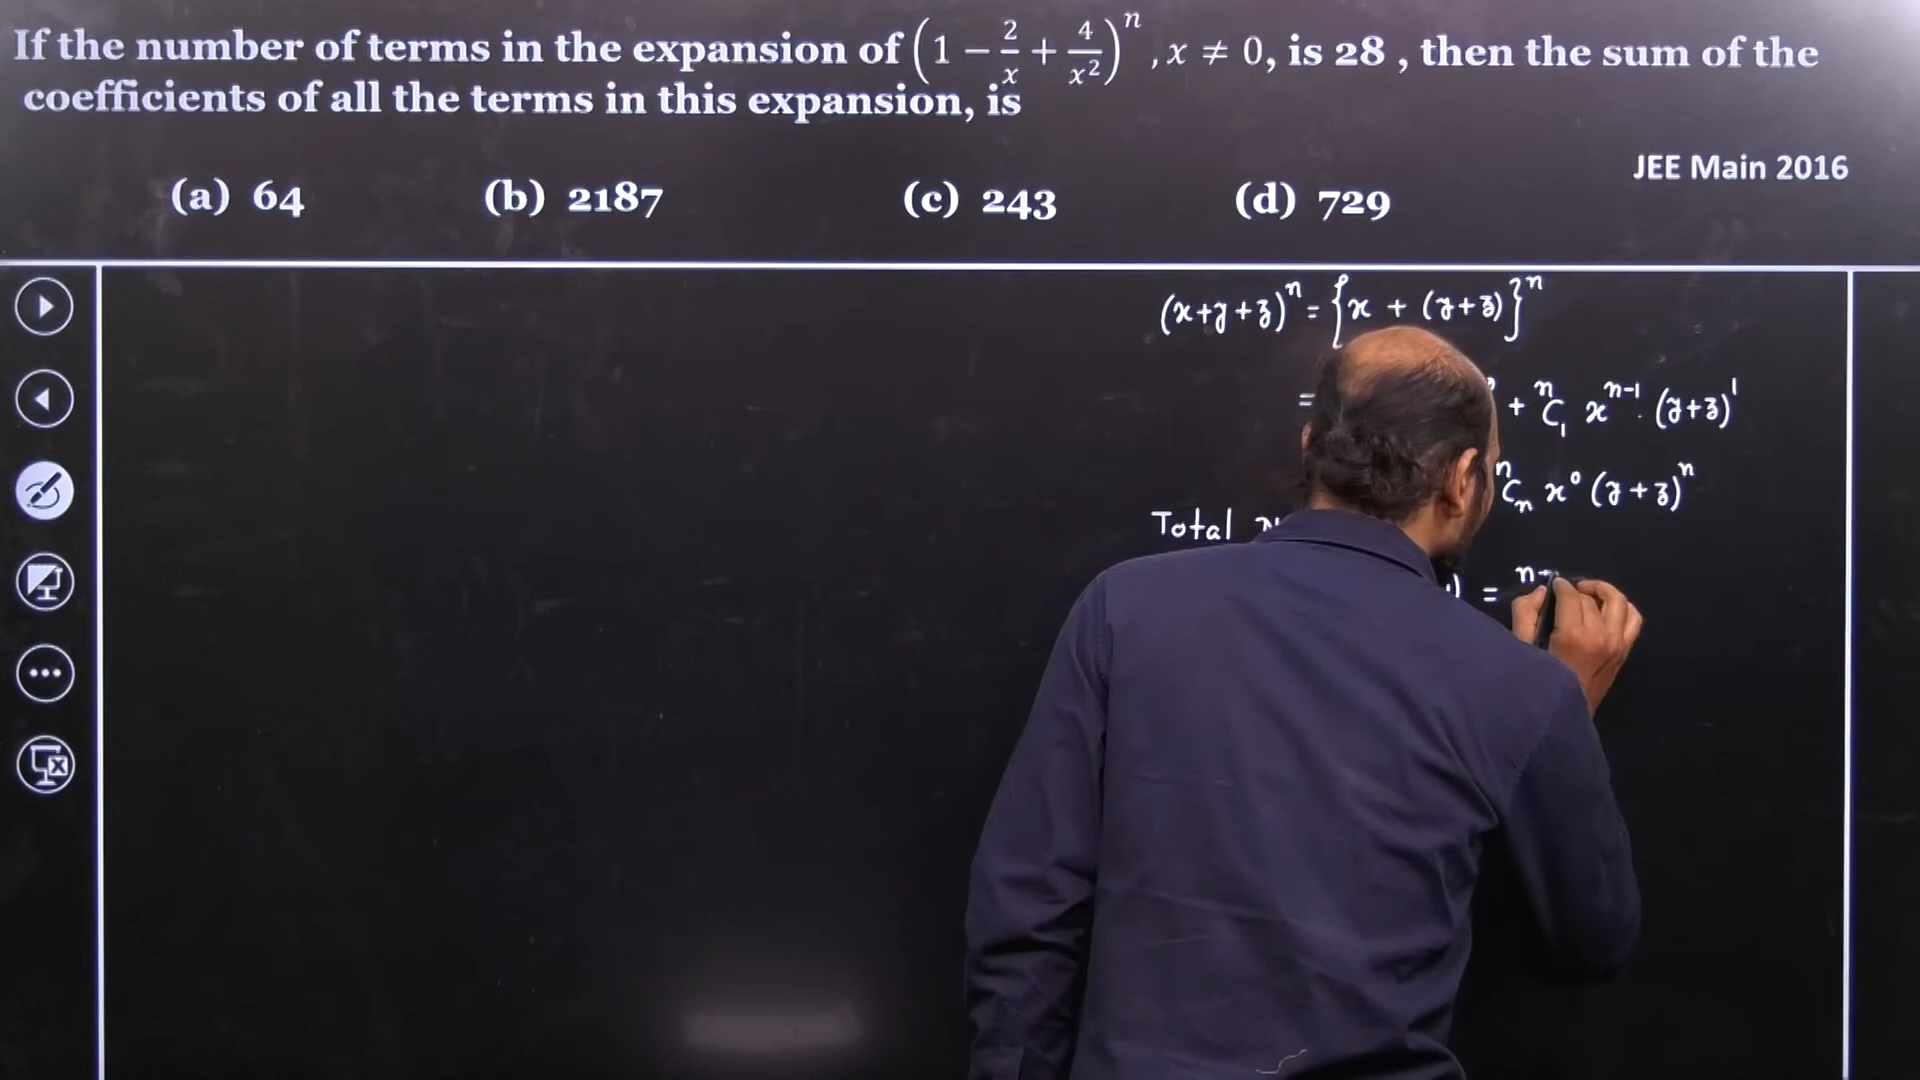 If the number of terms in the expansion of (1 − 2/x + 4/x²)ⁿ , x ≠ 0, is 28 , then the sum of the
coefficients of all the terms in this expansion, is
JEE Main 2016
(a) 64 (b) 2187 (c) 243 (d) 729
(x+y+z)ⁿ = {x + (y+z)}ⁿ
= + ⁿC₁ xⁿ⁻¹ . (y+z)¹
ⁿCₙ x⁰ (y+z)ⁿ
Total
) = n